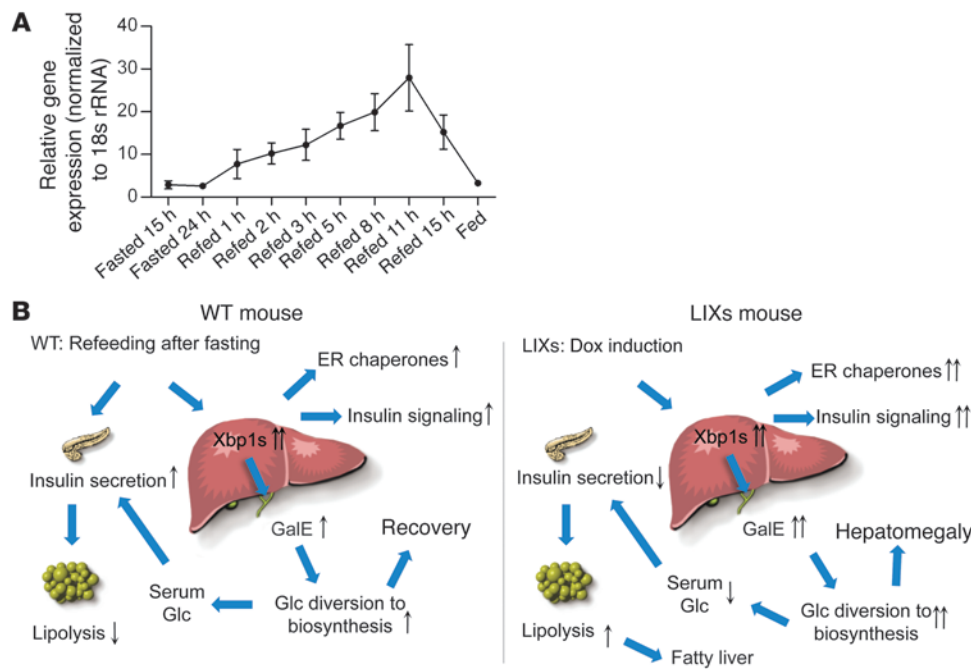 A
Relative gene
expression (normalized
to 18s rRNA)
40
30
20
10
0
Fasted 15 h
Fasted 24 h
Refed 1 h
Refed 2 h
Refed 3 h
Refed 5 h
Refed 8 h
Refed 11 h
Refed 15 h
Fed
B
WT mouse
WT: Refeeding after fasting
ER chaperones ↑
Insulin signaling ↑
Xbp1s ↑↑
Insulin secretion ↑
GalE ↑
Recovery
Serum
Glc
Glc diversion to
biosynthesis ↑
Lipolysis ↓
LIXs mouse
LIXs: Dox induction
ER chaperones ↑↑
Insulin signaling ↑↑
Xbp1s ↑↑
Insulin secretion ↓
GalE ↑↑
Hepatomegaly
Serum
Glc ↓
Glc diversion to
biosynthesis ↑↑
Lipolysis ↑
Fatty liver